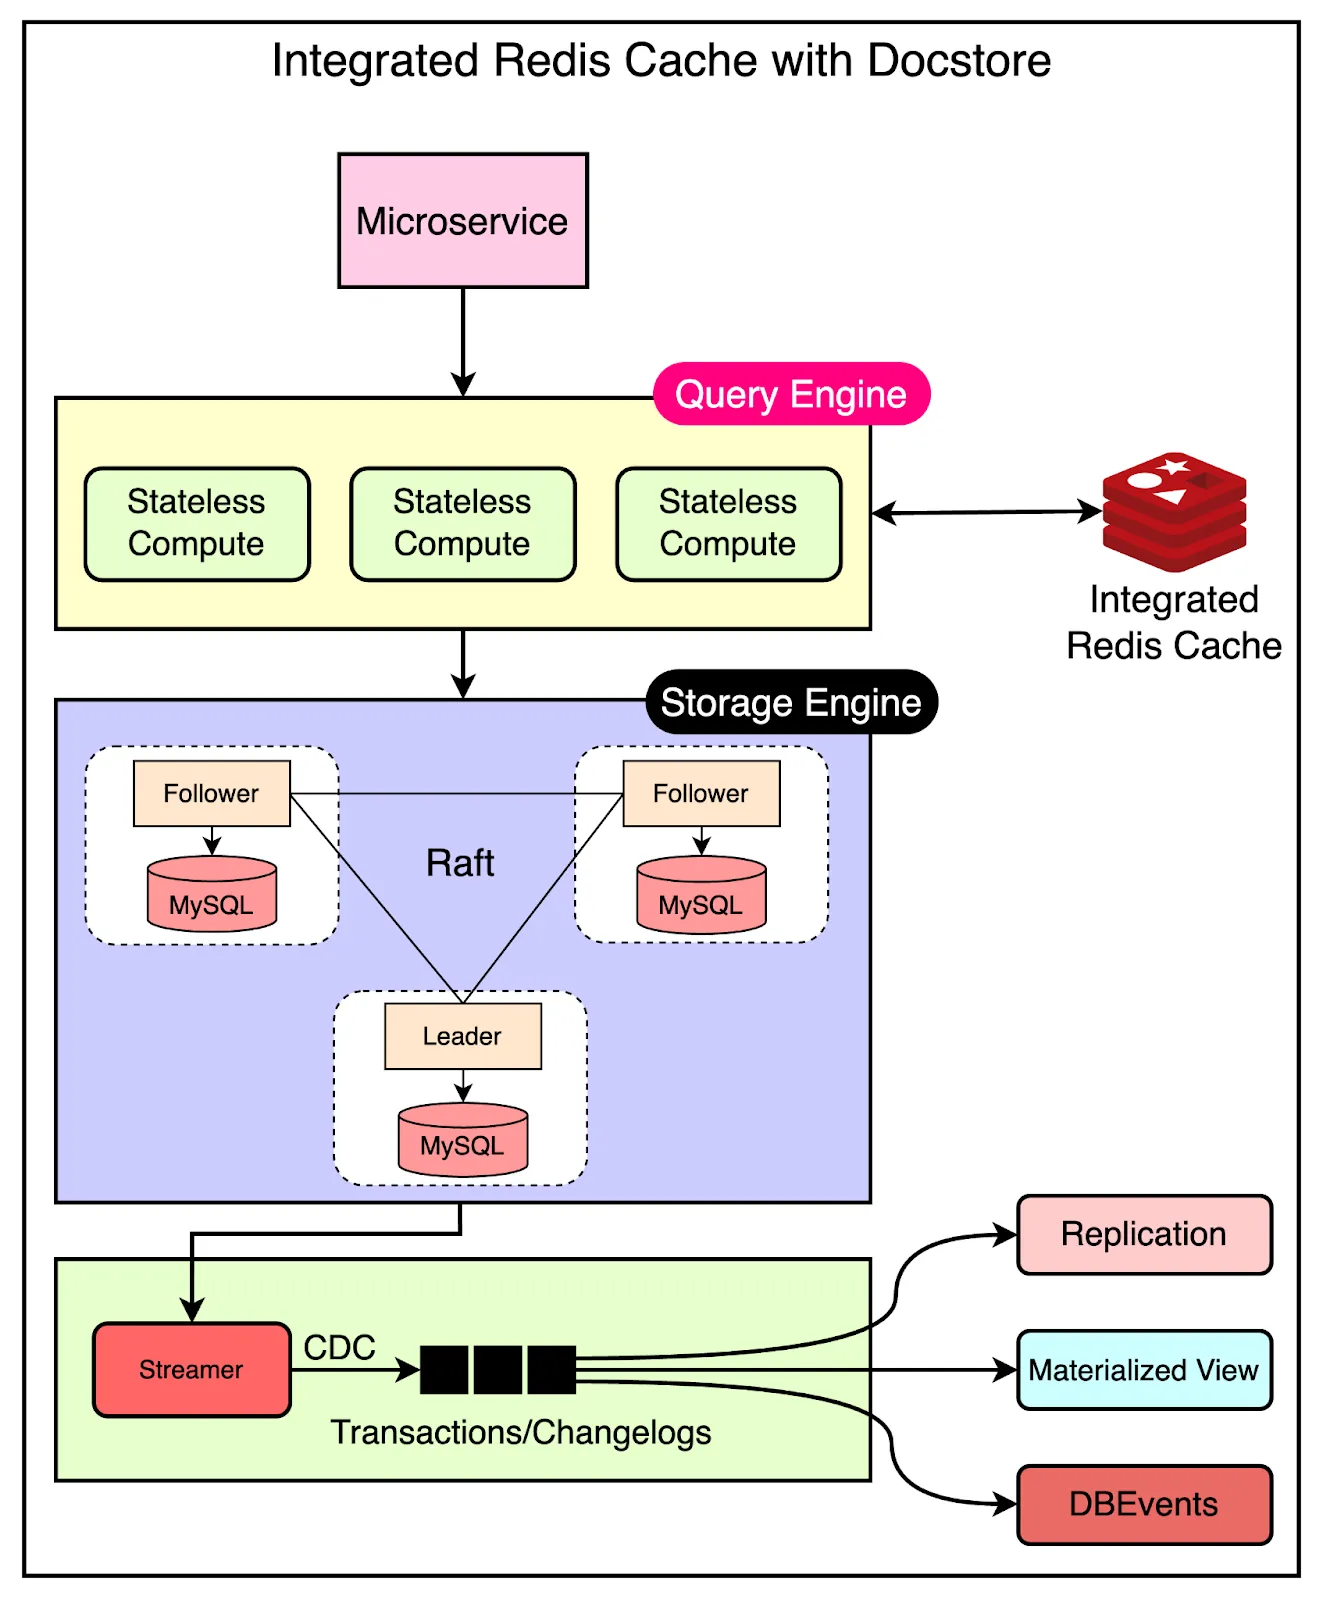 Integrated Redis Cache with Docstore
Microservice
Query Engine
Stateless
Compute
Stateless
Compute
Stateless
Compute
Integrated
Redis Cache
Storage Engine
Follower
MySQL
Raft
Follower
MySQL
Leader
MySQL
Streamer
CDC
Transactions/Changelogs
Replication
Materialized View
DBEvents